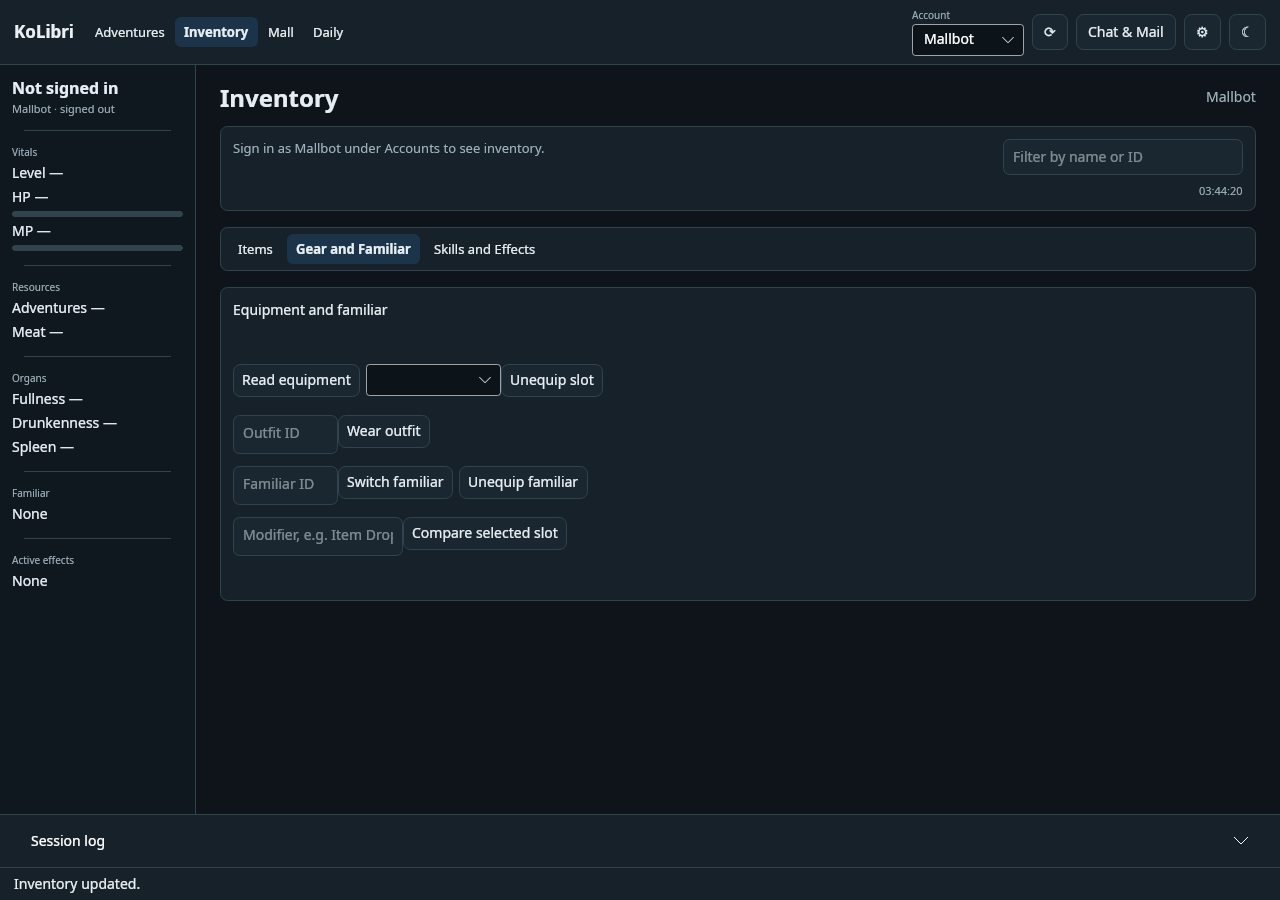 KoLibri
Adventures
Inventory
Mall
Daily
Account
Mallbot
Chat & Mail
Not signed in
Mallbot · signed out
Vitals
Level —
HP —
MP —
Resources
Adventures —
Meat —
Organs
Fullness —
Drunkenness —
Spleen —
Familiar
None
Active effects
None
Inventory
Mallbot
Sign in as Mallbot under Accounts to see inventory.
Filter by name or ID
03:44:20
Items
Gear and Familiar
Skills and Effects
Equipment and familiar
Read equipment
Unequip slot
Outfit ID
Wear outfit
Familiar ID
Switch familiar
Unequip familiar
Modifier, e.g. Item Drop
Compare selected slot
Session log
Inventory updated.